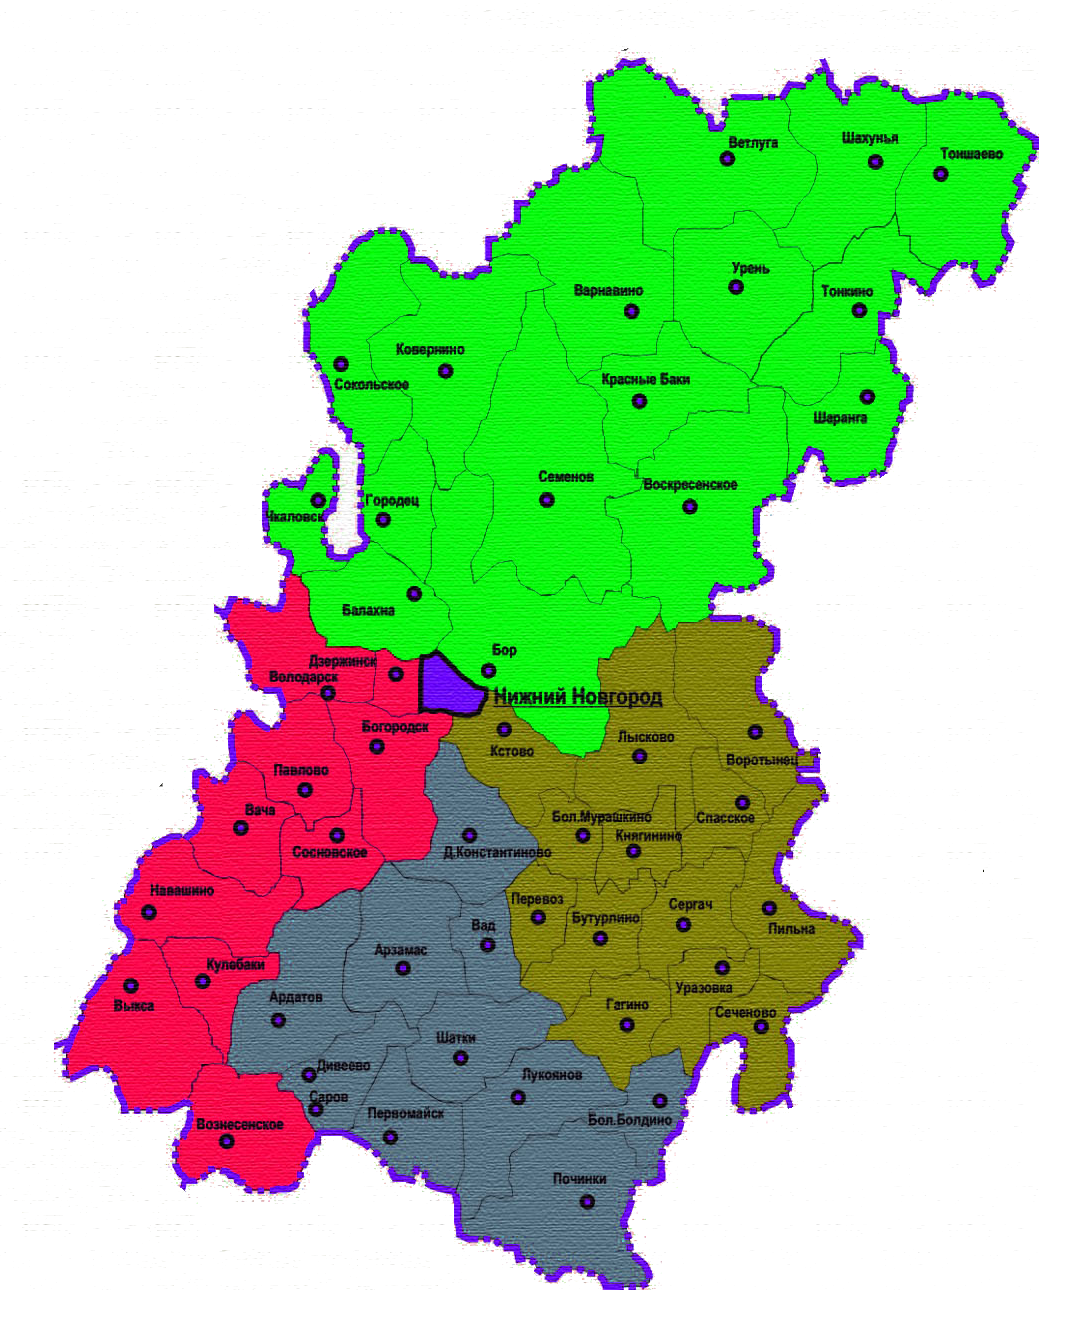 Ветлуга
Шахунья
Тоншаево
Урень
Варнавино
Тонкино
Ковернино
Сокольское
Красные Баки
Шаранга
Семенов
Воскресенское
Чкаловск
Городец
Балахна
Бор
Дзержинск
Володарск
Нижний Новгород
Богородск
Кстово
Лысково
Воротынец
Павлово
Вача
Сосновское
Бол.Мурашкино
Спасское
Княгинино
Д.Константиново
Навашино
Перевоз
Сергач
Бутурлино
Вад
Пильна
Арзамас
Кулебаки
Уразовка
Выкса
Ардатов
Гагино
Сеченово
Шатки
Дивеево
Лукоянов
Саров
Первомайск
Бол.Болдино
Вознесенское
Починки